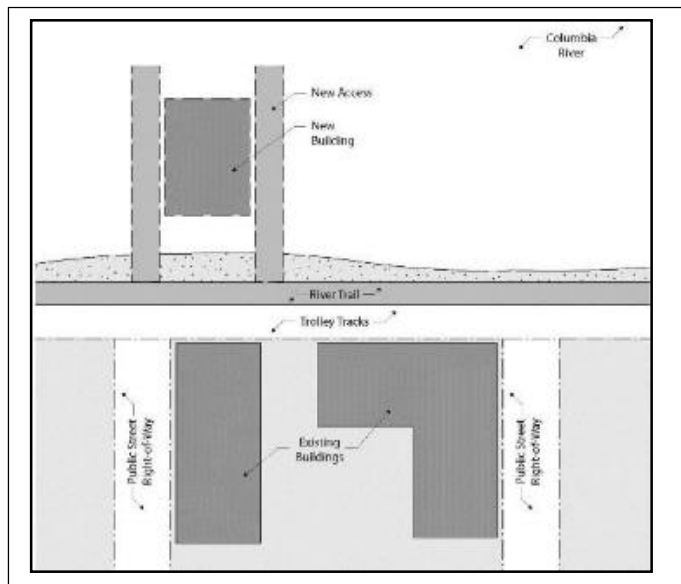 Columbia
River
New Access
New
Building
River Trail
Trolley Tracks
Public Street
Right-of-Way
Existing
Buildings
Public Street
Right-of-Way